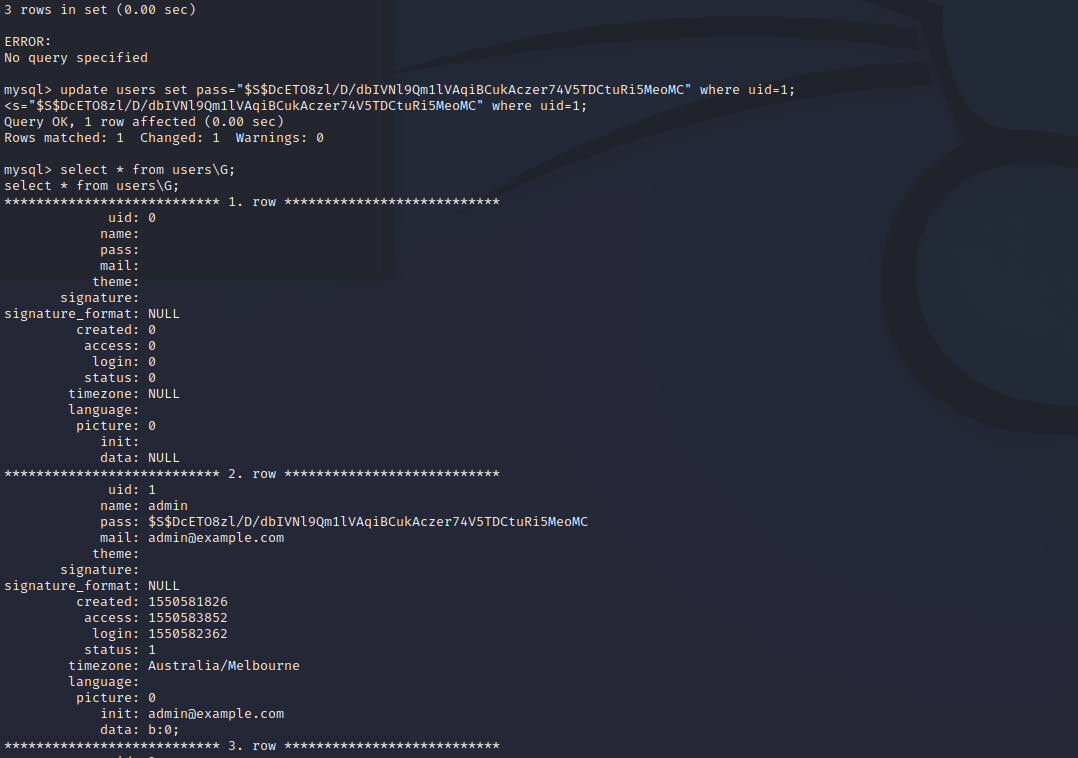 3 rows in set (0.00 sec)
ERROR:
No query specified
mysql> update users set pass="$S$DcETO8zl/D/dbIVNl9Qm1lVAqiBCukAczer74V5TDCtuRi5MeoMC" where uid=1;
<s="$S$DcETO8zl/D/dbIVNl9Qm1lVAqiBCukAczer74V5TDCtuRi5MeoMC" where uid=1;
Query OK, 1 row affected (0.00 sec)
Rows matched: 1  Changed: 1  Warnings: 0
mysql> select * from users\G;
select * from users\G;
*************************** 1. row ***************************
uid: 0
name:
pass:
mail:
theme:
signature:
signature_format: NULL
created: 0
access: 0
login: 0
status: 0
timezone: NULL
language:
picture: 0
init:
data: NULL
*************************** 2. row ***************************
uid: 1
name: admin
pass: $S$DcETO8zl/D/dbIVNl9Qm1lVAqiBCukAczer74V5TDCtuRi5MeoMC
mail: admin@example.com
theme:
signature:
signature_format: NULL
created: 1550581826
access: 1550583852
login: 1550582362
status: 1
timezone: Australia/Melbourne
language:
picture: 0
init: admin@example.com
data: b:0;
*************************** 3. row ***************************